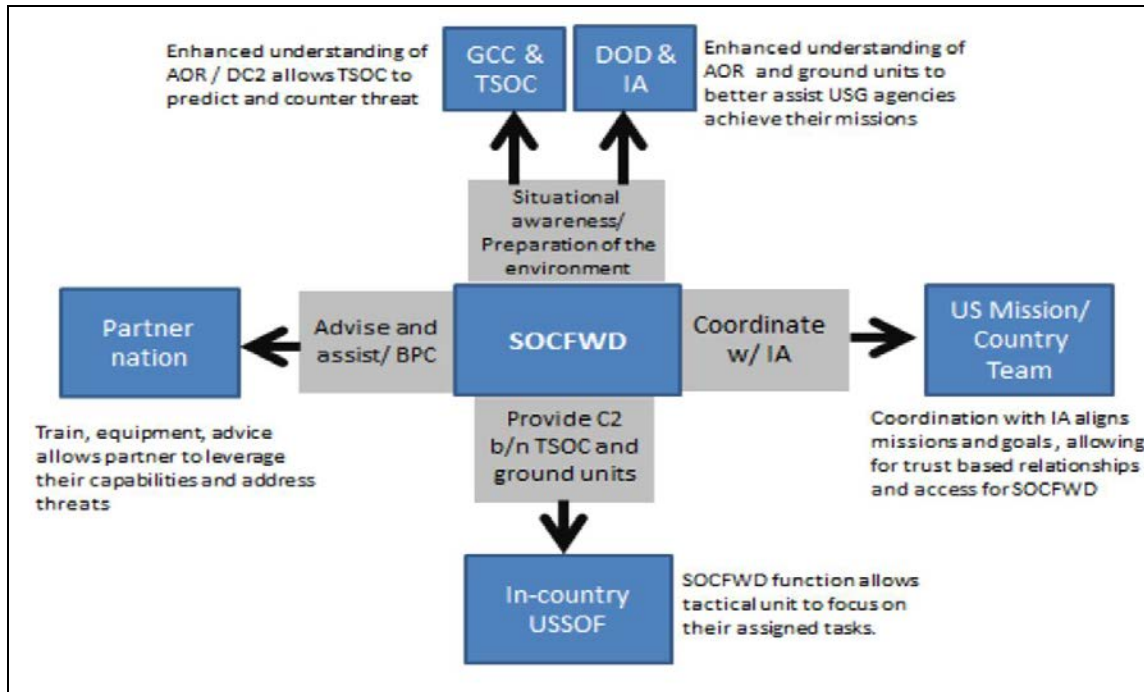 Enhanced understanding of
AOR / DC2 allows TSOC to
predict and counter threat
GCC &
TSOC
DOD &
IA
Enhanced understanding of
AOR and ground units to
better assist USG agencies
achieve their missions
Situational
awareness/
Preparation of the
environment
Partner
nation
Advise and
assist/ BPC
SOCFWD
Coordinate
w/ IA
US Mission/
Country
Team
Train, equipment, advice
allows partner to leverage
their capabilities and address
threats
Provide C2
b/n TSOC and
ground units
Coordination with IA aligns
missions and goals , allowing
for trust based relationships
and access for SOCFWD
In-country
USSOF
SOCFWD function allows
tactical unit to focus on
their assigned tasks.